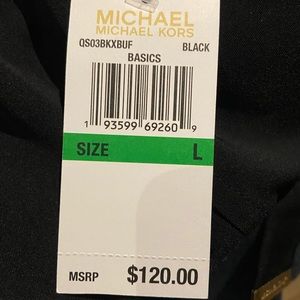 MICHAEL
MICHAEL KORS
QS03BKXBUF BLACK
BASICS
1 93599 69260 9
SIZE L
MSRP $120.00